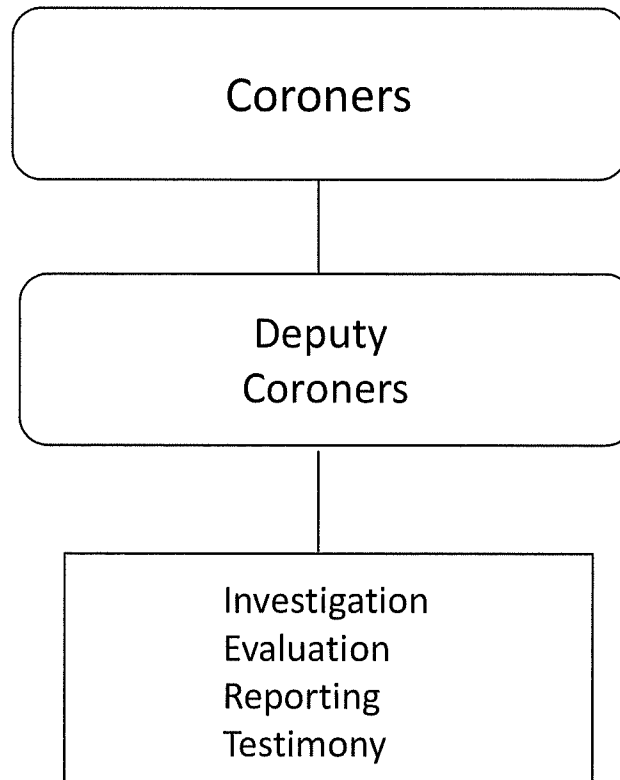 Coroners
Deputy
Coroners
Investigation
Evaluation
Reporting
Testimony